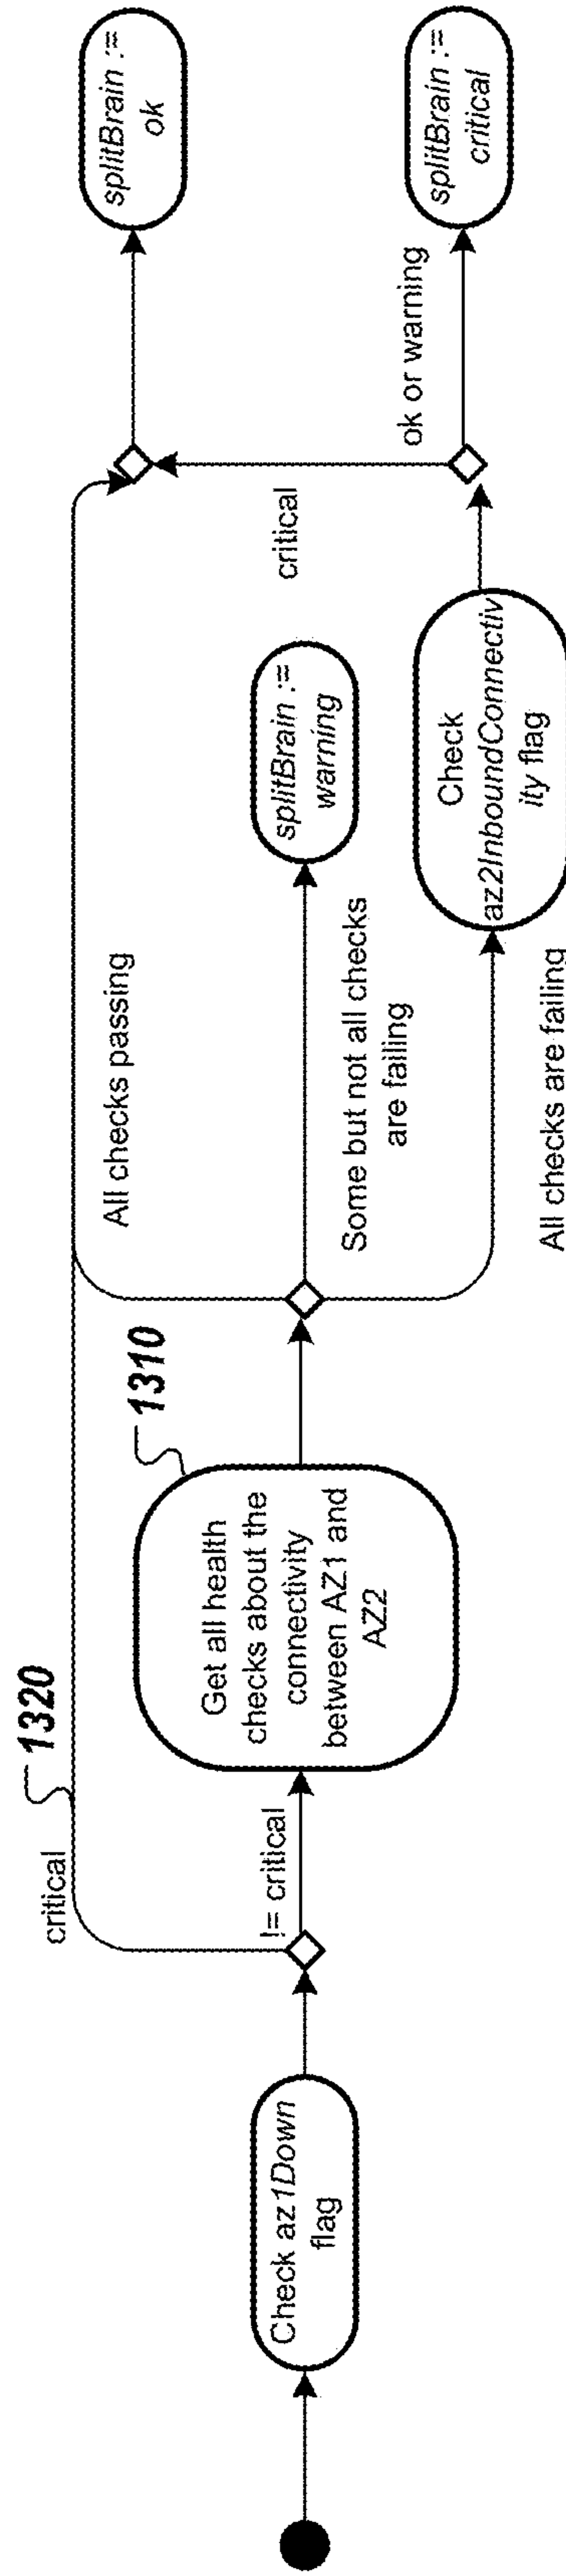 Check az1Down
flag
critical
1320
!= critical
Get all health
checks about the
connectivity
between AZ1 and
AZ2
1310
All checks passing
Some but not all checks
are failing
All checks are failing
splitBrain :=
warning
Check
az2InboundConnectiv
ity flag
critical
ok or warning
splitBrain :=
ok
splitBrain :=
critical